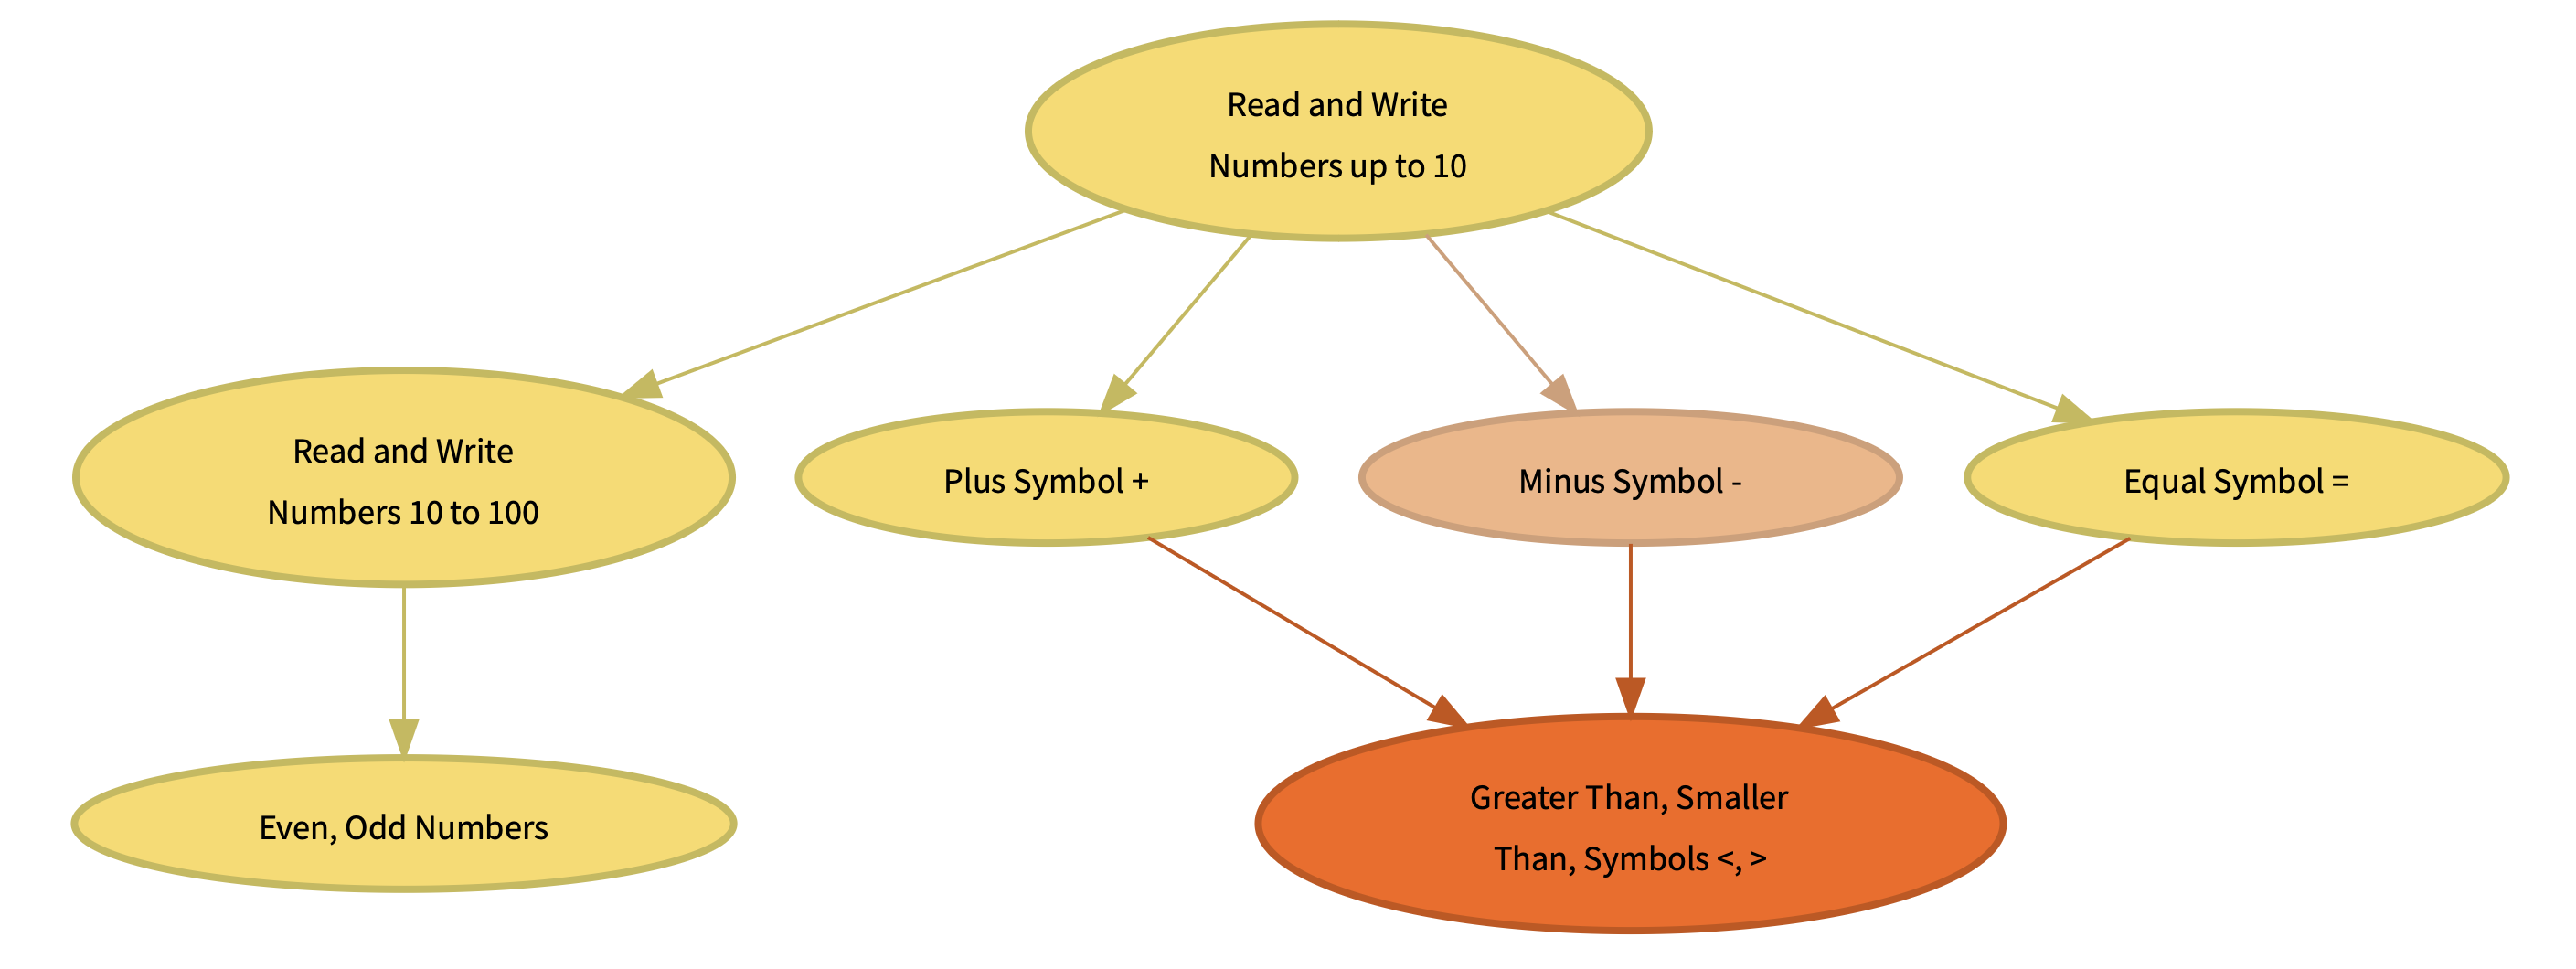 Read and Write
Numbers up to 10
Read and Write
Numbers 10 to 100
Plus Symbol +
Minus Symbol -
Equal Symbol =
Even, Odd Numbers
Greater Than, Smaller
Than, Symbols <, >